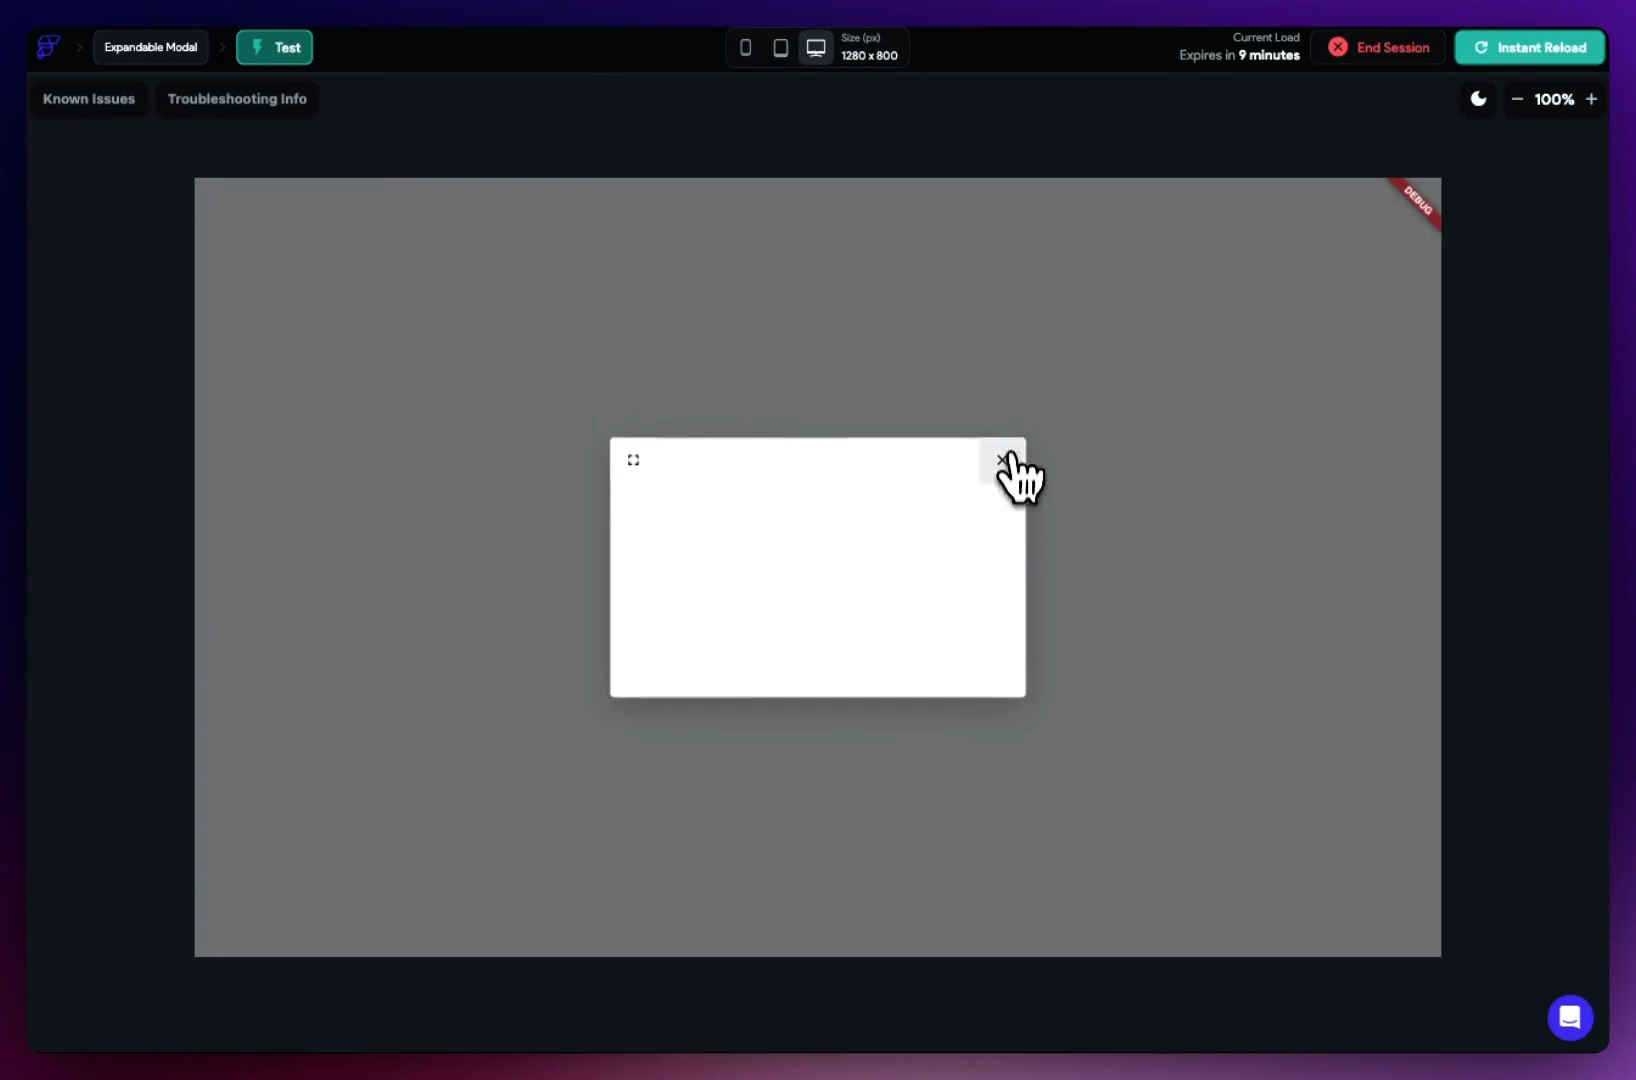 Expandable Modal
Test
Size (px)
1280 x 800
Current Load
Expires in 9 minutes
End Session
Instant Reload
Known Issues
Troubleshooting Info
100%
DEBUG